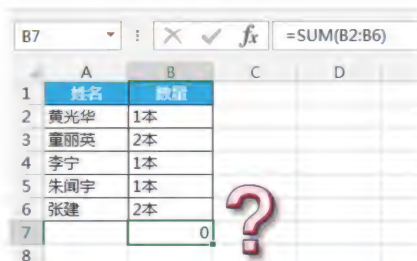 B7 fx =SUM(B2:B6)
A B C D
1 姓名 数量
2 黄光华 1本
3 童丽英 2本
4 李宁 1本
5 朱闻宇 1本
6 张建 2本
7 0
8
?